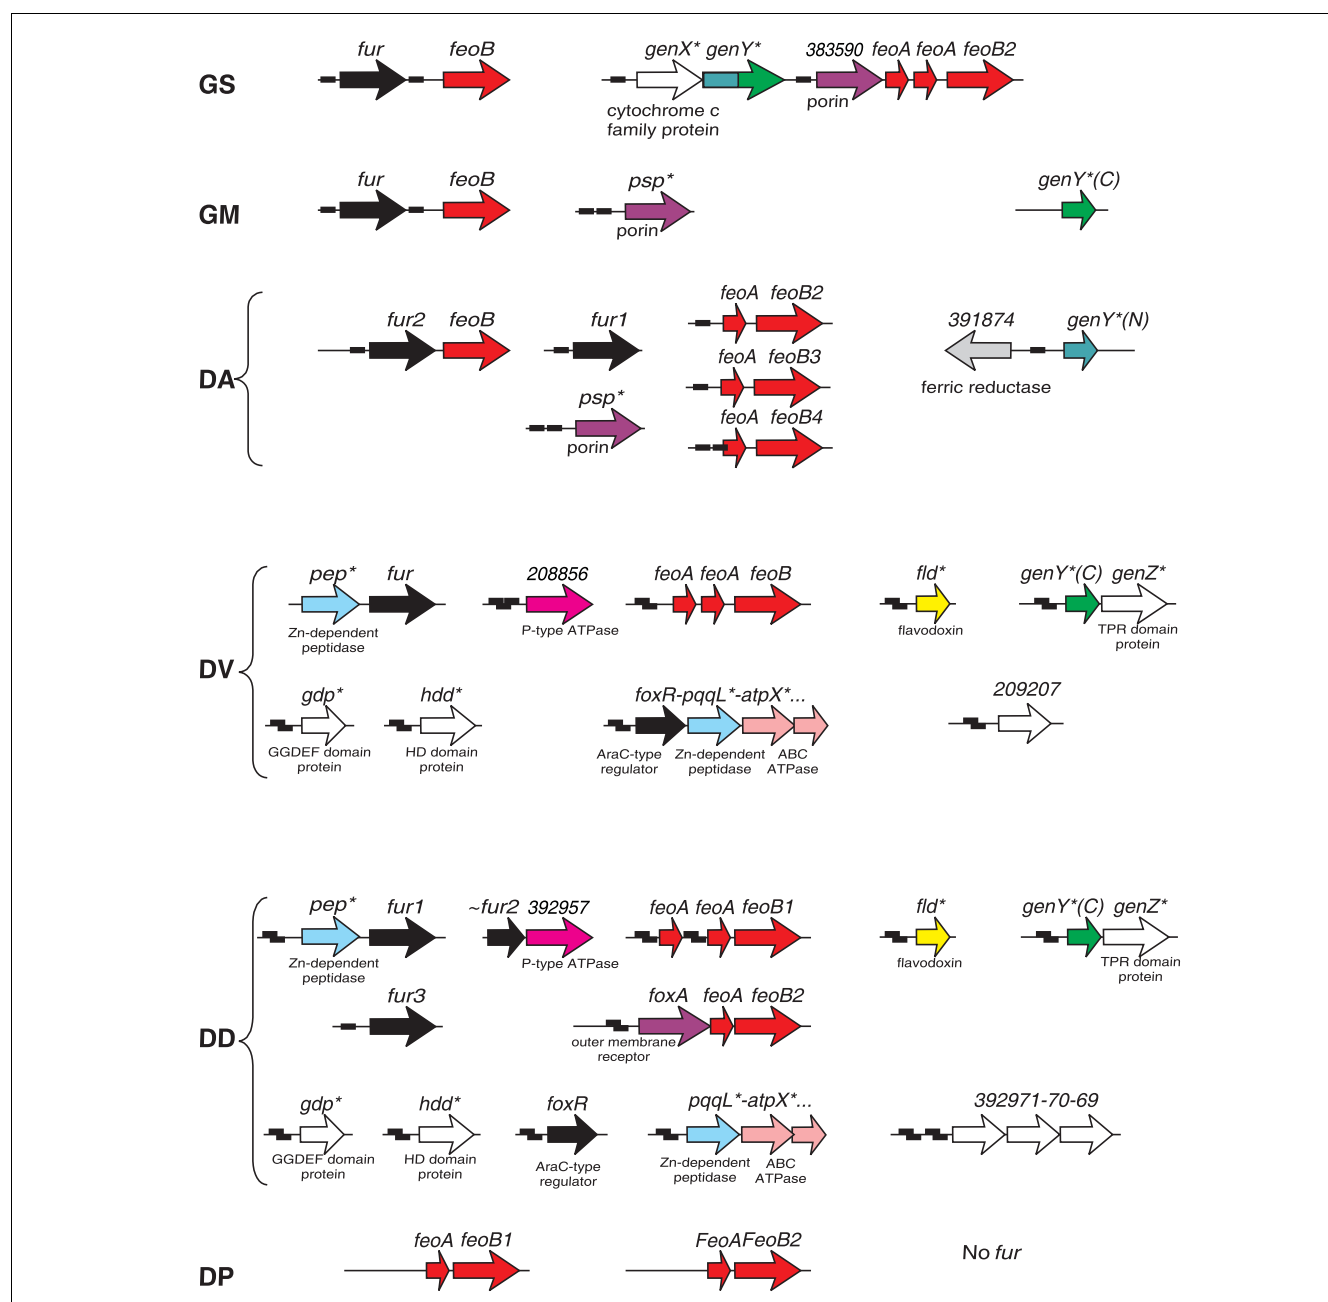 fur feoB genX* genY* 383590 feoA feoA feoB2
GS
cytochrome c
family protein
porin
fur feoB psp* genY*(C)
GM
porin
feoA feoB2
fur2 feoB fur1 391874 genY*(N)
feoA feoB3
DA
ferric reductase
psp* feoA feoB4
porin
pep* fur 208856 feoA feoA feoB fld* genY*(C) genZ*
Zn-dependent
peptidase
P-type ATPase
flavodoxin
TPR domain
protein
DV
gdp* hdd* foxR-pqqL*-atpX*... 209207
GGDEF domain
protein
HD domain
protein
AraC-type
regulator
Zn-dependent
peptidase
ABC
ATPase
pep* fur1 ~fur2 392957 feoA feoA feoB1 fld* genY*(C) genZ*
Zn-dependent
peptidase
P-type ATPase
flavodoxin
TPR domain
protein
fur3 foxA feoA feoB2
DD
outer membrane
receptor
gdp* hdd* foxR pqqL*-atpX*... 392971-70-69
GGDEF domain
protein
HD domain
protein
AraC-type
regulator
Zn-dependent
peptidase
ABC
ATPase
feoA feoB1 FeoAFeoB2 No fur
DP